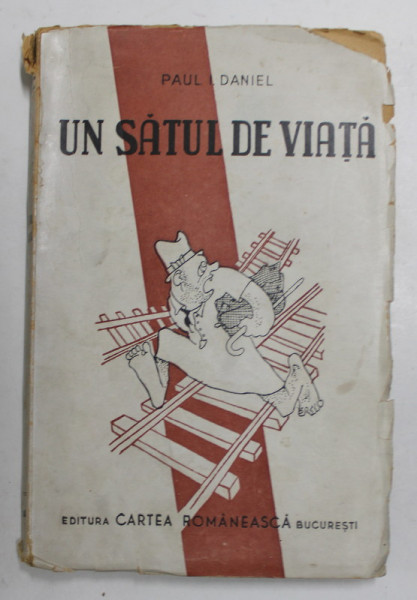 PAUL I. DANIEL
UN SĂTUL DE VIAȚĂ
EDITURA CARTEA ROMÂNEASCĂ BUCUREȘTI